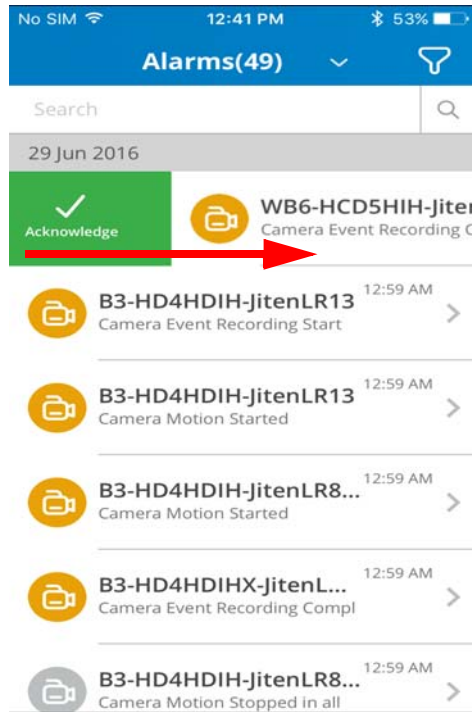 No SIM 12:41 PM 53%
Alarms(49)
Search
29 Jun 2016
Acknowledge
WB6-HCD5HIH-Jiten
Camera Event Recording C
B3-HD4HDIH-JitenLR13 12:59 AM
Camera Event Recording Start
B3-HD4HDIH-JitenLR13 12:59 AM
Camera Motion Started
B3-HD4HDIH-JitenLR8... 12:59 AM
Camera Motion Started
B3-HD4HDIHX-JitenL... 12:59 AM
Camera Event Recording Compl
B3-HD4HDIH-JitenLR8... 12:59 AM
Camera Motion Stopped in all